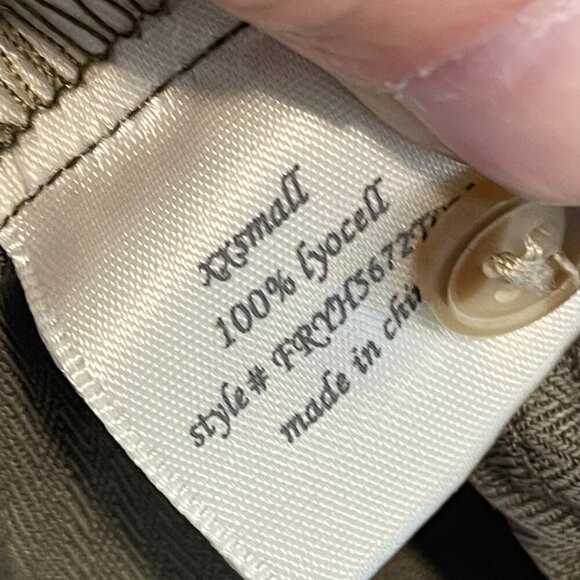 xxsmall
100% lyocell
style#
made in